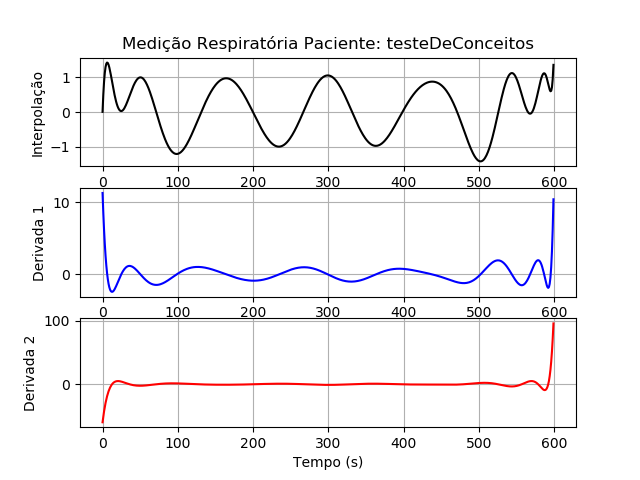 Medição Respiratória Paciente: testeDeConceitos
Interpolação
1
0
−1
0 100 200 300 400 500 600
Derivada 1
10
0
0 100 200 300 400 500 600
Derivada 2
100
0
0 100 200 300 400 500 600
Tempo (s)